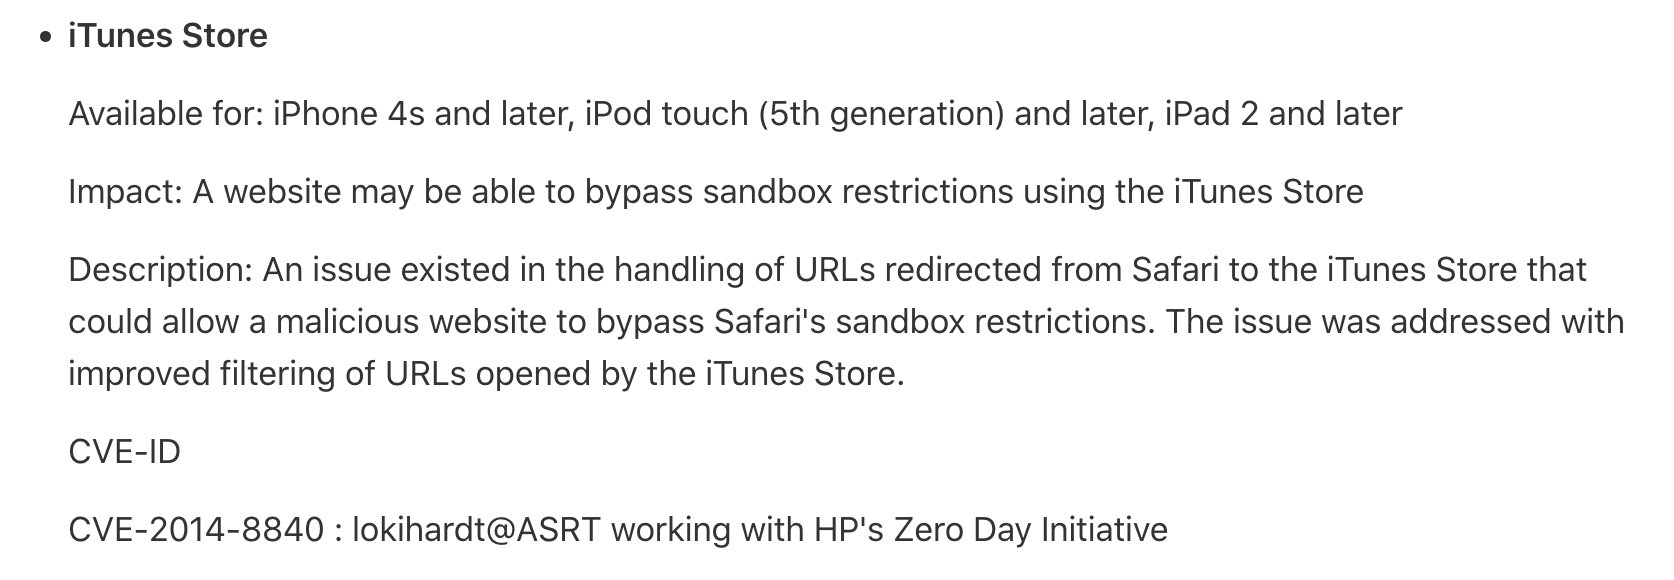 • iTunes Store
Available for: iPhone 4s and later, iPod touch (5th generation) and later, iPad 2 and later
Impact: A website may be able to bypass sandbox restrictions using the iTunes Store
Description: An issue existed in the handling of URLs redirected from Safari to the iTunes Store that
could allow a malicious website to bypass Safari's sandbox restrictions. The issue was addressed with
improved filtering of URLs opened by the iTunes Store.
CVE-ID
CVE-2014-8840 : lokihardt@ASRT working with HP's Zero Day Initiative